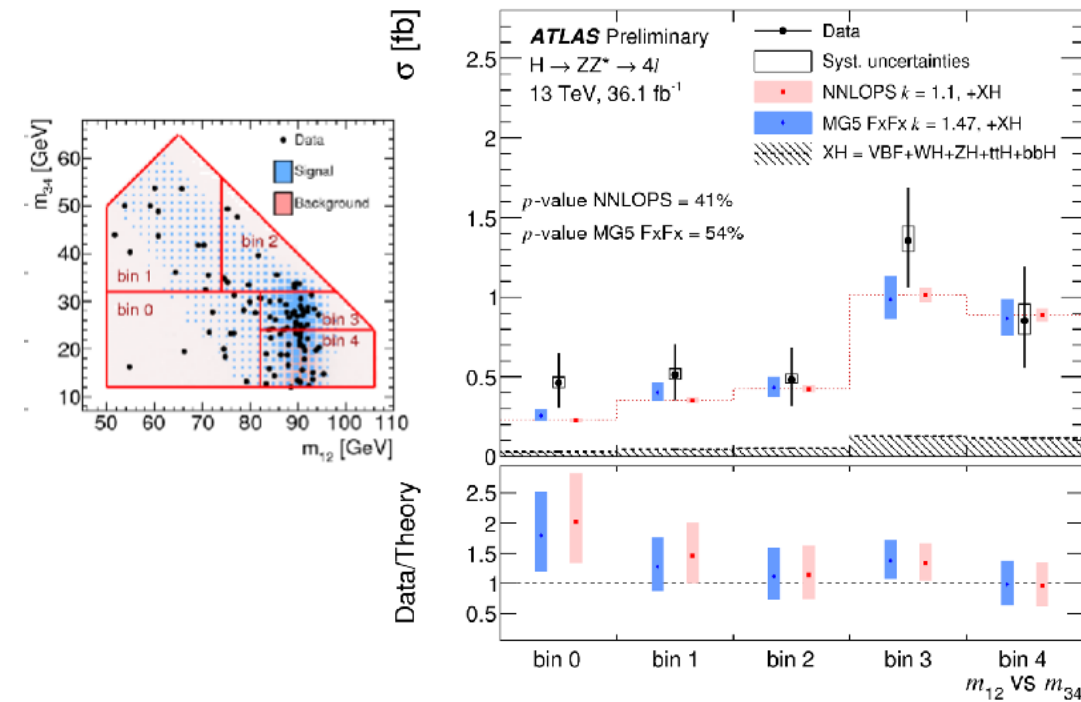 m34 [GeV]
60
50
40
30
20
10
Data
Signal
Background
bin 2
bin 1
bin 0
bin 3
bin 4
50 60 70 80 90 100 110
m12 [GeV]
σ [fb]
2.5
2
1.5
1
0.5
0
ATLAS Preliminary
H → ZZ* → 4l
13 TeV, 36.1 fb⁻¹
Data
Syst. uncertainties
NNLOPS k = 1.1, +XH
MG5 FxFx k = 1.47, +XH
XH = VBF+WH+ZH+ttH+bbH
p-value NNLOPS = 41%
p-value MG5 FxFx = 54%
Data/Theory
2.5
2
1.5
1
0.5
bin 0 bin 1 bin 2 bin 3 bin 4
m12 VS m34